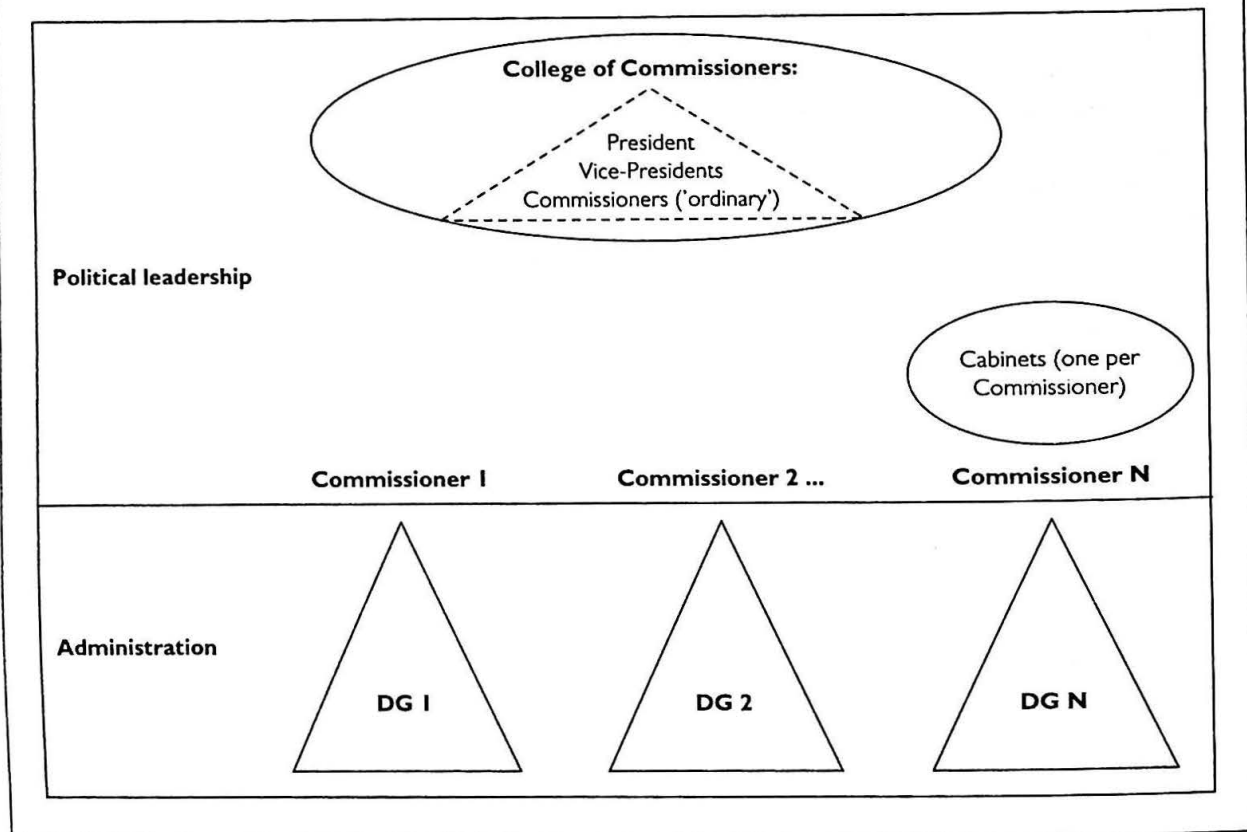 College of Commissioners:
President
Vice-Presidents
Commissioners ('ordinary')
Political leadership
Cabinets (one per
Commissioner)
Commissioner 1
Commissioner 2 ...
Commissioner N
Administration
DG 1
DG 2
DG N